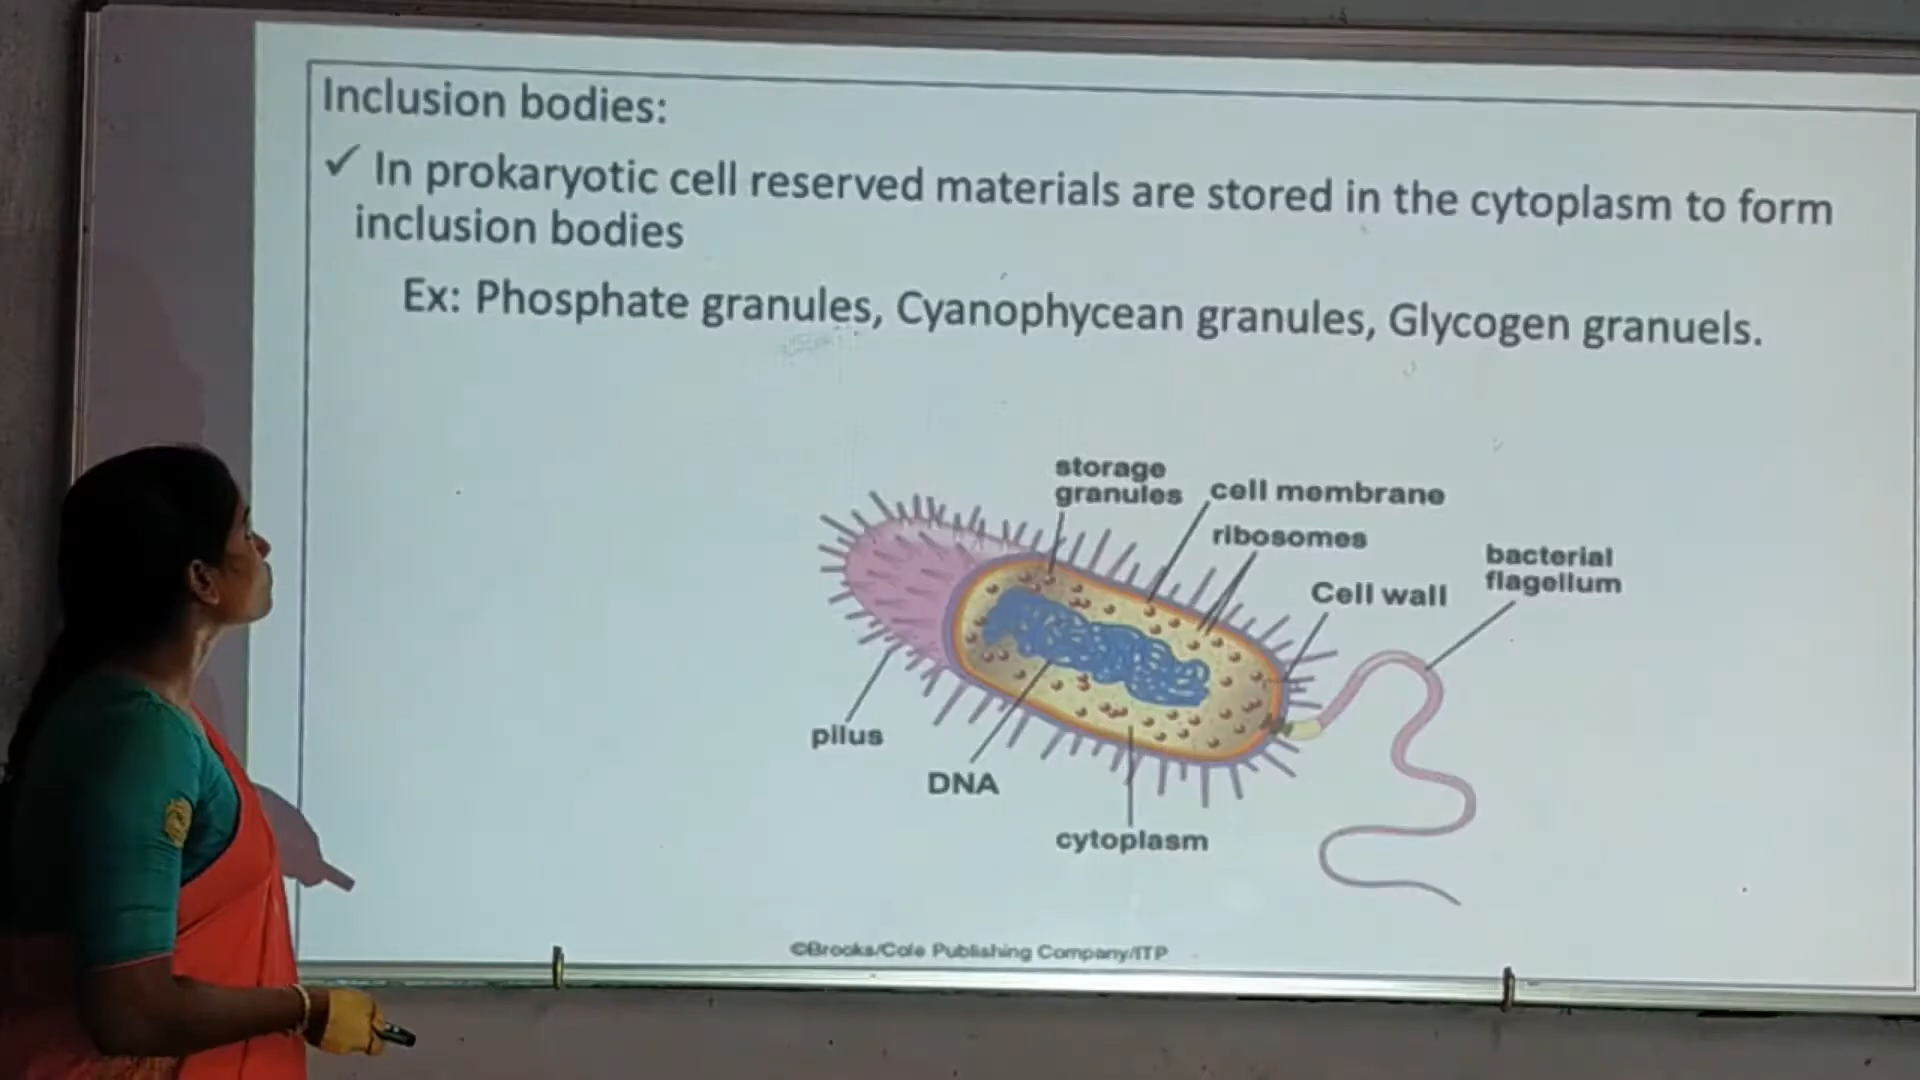 Inclusion bodies:
✓ In prokaryotic cell reserved materials are stored in the cytoplasm to form
inclusion bodies
Ex: Phosphate granules, Cyanophycean granules, Glycogen granuels.
storage
granules
cell membrane
ribosomes
bacterial
flagellum
Cell wall
pilus
DNA
cytoplasm
©Brooks/Cole Publishing Company/ITP